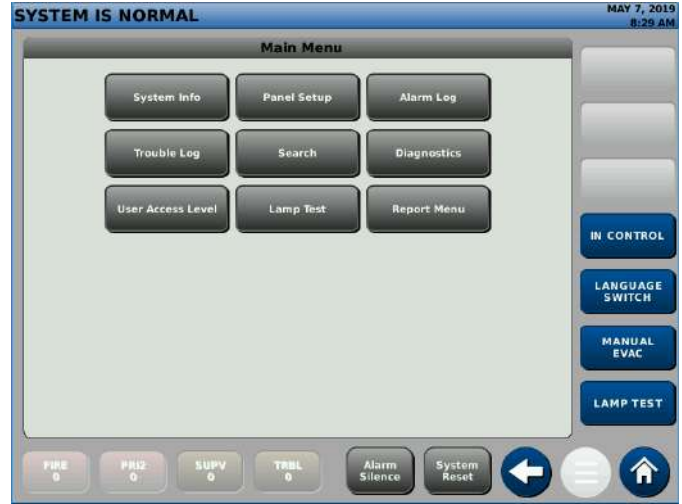 SYSTEM IS NORMAL
MAY 7, 2019
8:29 AM
Main Menu
System Info
Panel Setup
Alarm Log
Trouble Log
Search
Diagnostics
User Access Level
Lamp Test
Report Menu
IN CONTROL
LANGUAGE
SWITCH
MANUAL
EVAC
LAMP TEST
FIRE
0
PRI2
0
SUPV
0
TRBL
0
Alarm
Silence
System
Reset